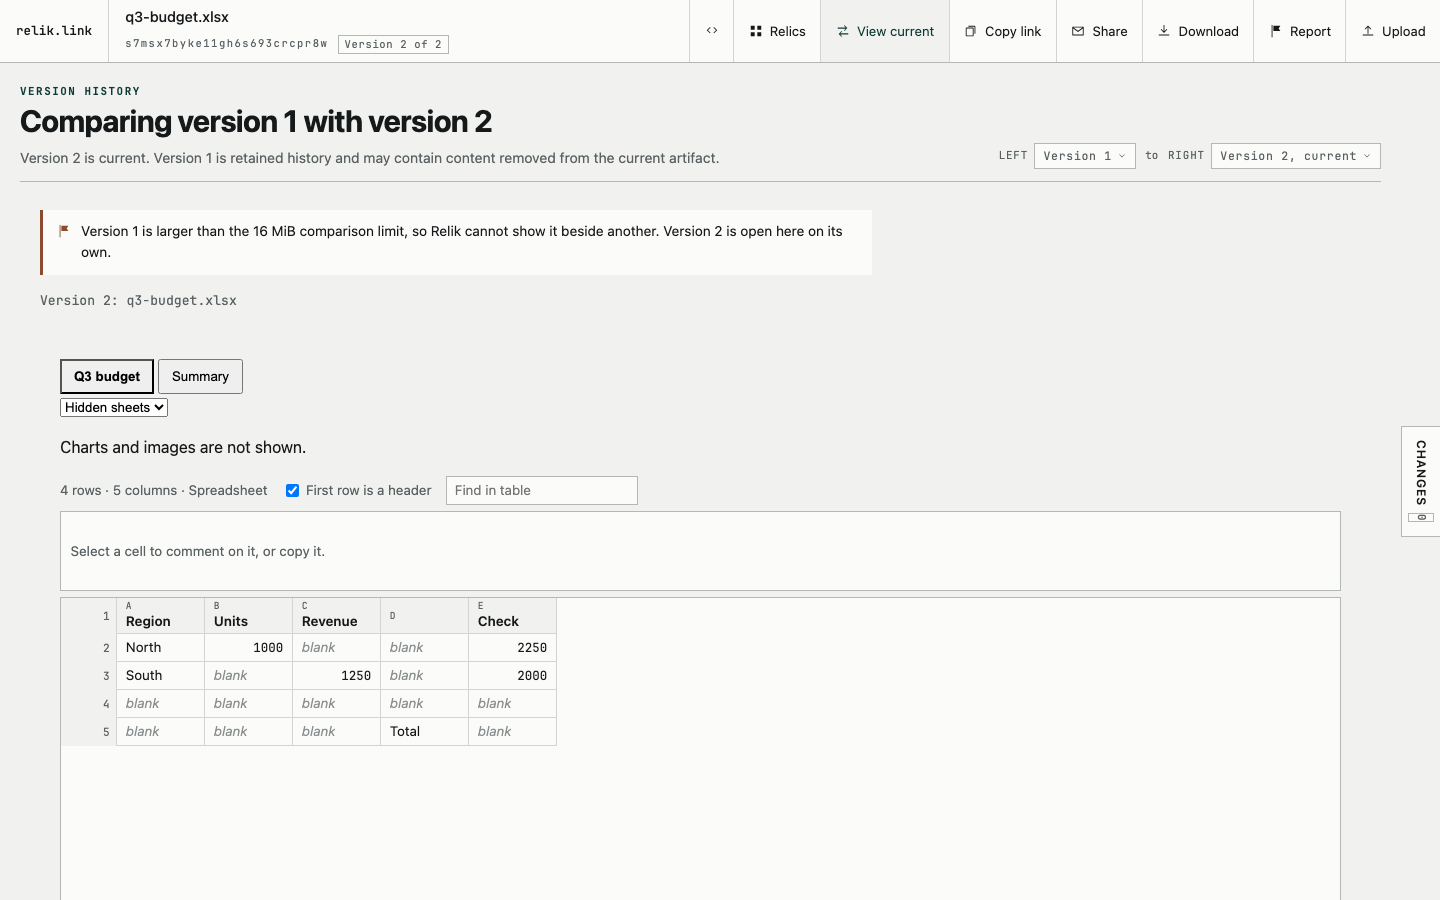 relik.link
q3-budget.xlsx
s7msx7byke11gh6s693crcpr8w Version 2 of 2
<> Relics View current Copy link Share Download Report Upload
VERSION HISTORY
Comparing version 1 with version 2
Version 2 is current. Version 1 is retained history and may contain content removed from the current artifact.
LEFT Version 1 to RIGHT Version 2, current
Version 1 is larger than the 16 MiB comparison limit, so Relik cannot show it beside another. Version 2 is open here on its
own.
Version 2: q3-budget.xlsx
Q3 budget Summary
Hidden sheets
Charts and images are not shown.
CHANGES 0
4 rows · 5 columns · Spreadsheet First row is a header Find in table
Select a cell to comment on it, or copy it.
A B C D E
1 Region Units Revenue Check
2 North 1000 blank blank 2250
3 South blank 1250 blank 2000
4 blank blank blank blank blank
5 blank blank blank Total blank